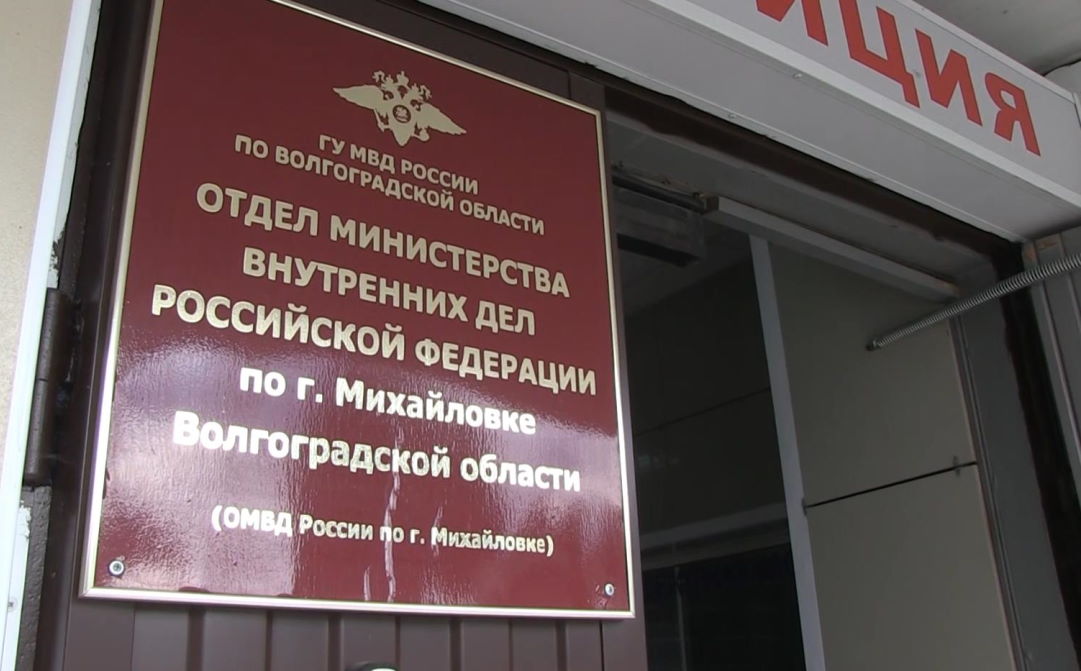 ГУ МВД РОССИИ
ПО ВОЛГОГРАДСКОЙ ОБЛАСТИ
ОТДЕЛ МИНИСТЕРСТВА
ВНУТРЕННИХ ДЕЛ
РОССИЙСКОЙ ФЕДЕРАЦИИ
по г. Михайловке
Волгоградской области
(ОМВД России по г. Михайловке)
ИЦИЯ